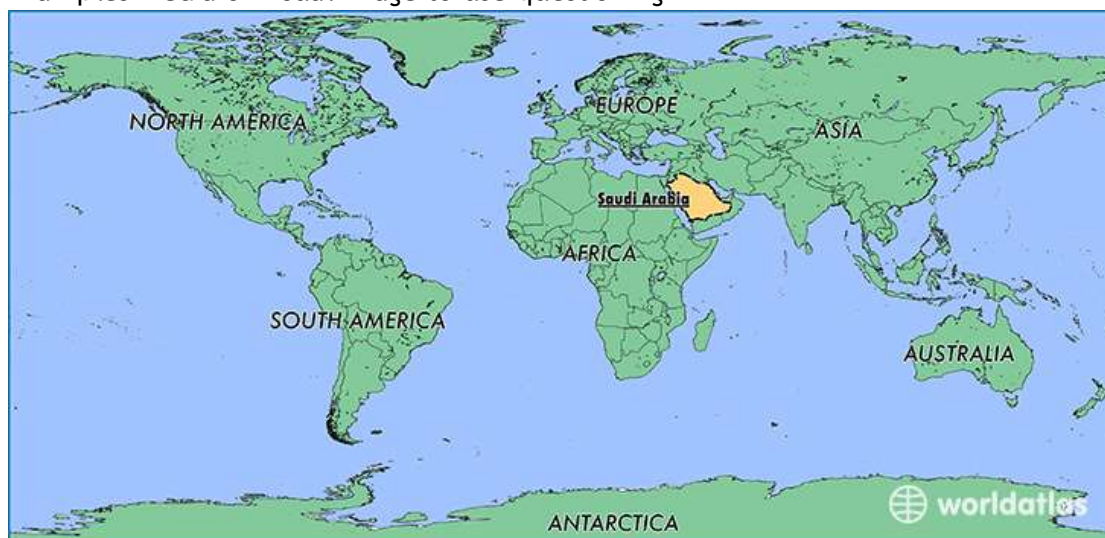 NORTH AMERICA
EUROPE
ASIA
Saudi Arabia
AFRICA
SOUTH AMERICA
AUSTRALIA
worldatlas
ANTARCTICA